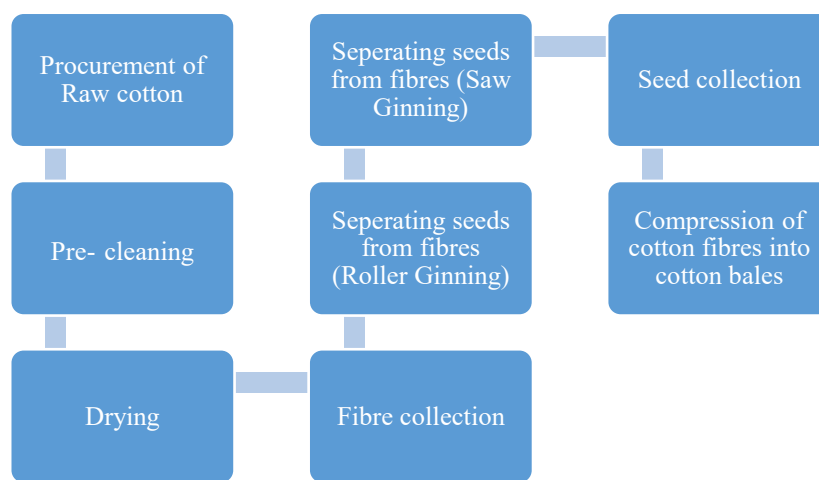 Procurement of
Raw cotton
Pre- cleaning
Drying
Fibre collection
Seperating seeds
from fibres
(Roller Ginning)
Seperating seeds
from fibres (Saw
Ginning)
Seed collection
Compression of
cotton fibres into
cotton bales